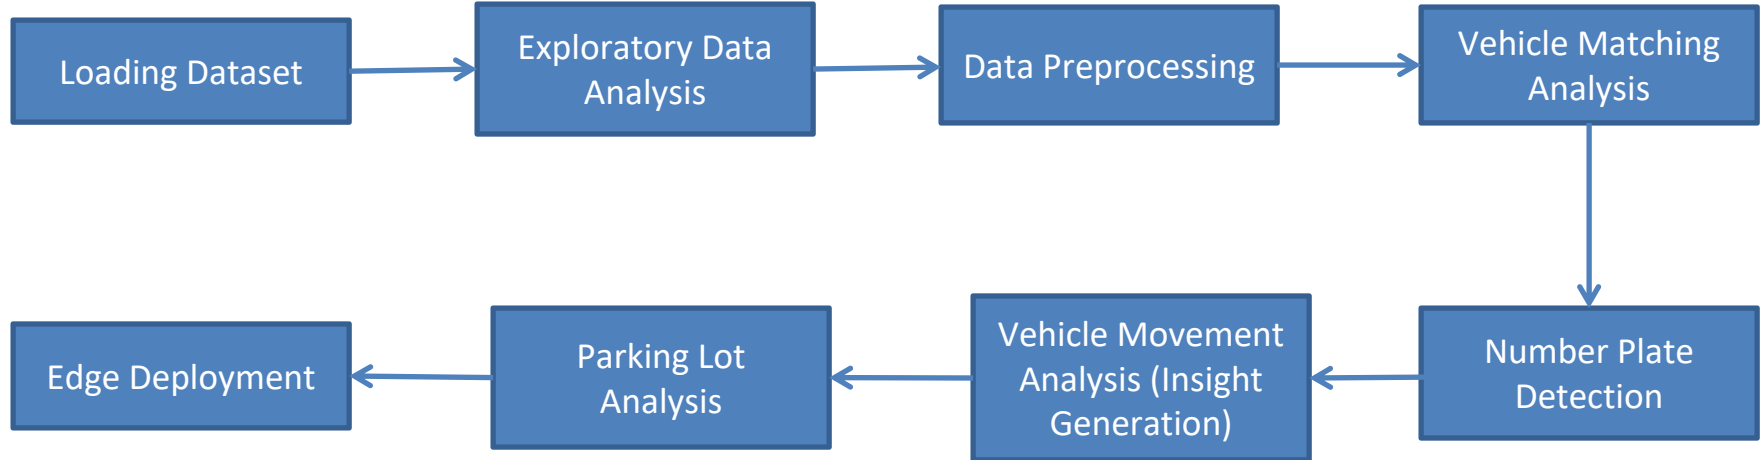 Loading Dataset
Exploratory Data
Analysis
Data Preprocessing
Vehicle Matching
Analysis
Number Plate
Detection
Vehicle Movement
Analysis (Insight
Generation)
Parking Lot
Analysis
Edge Deployment